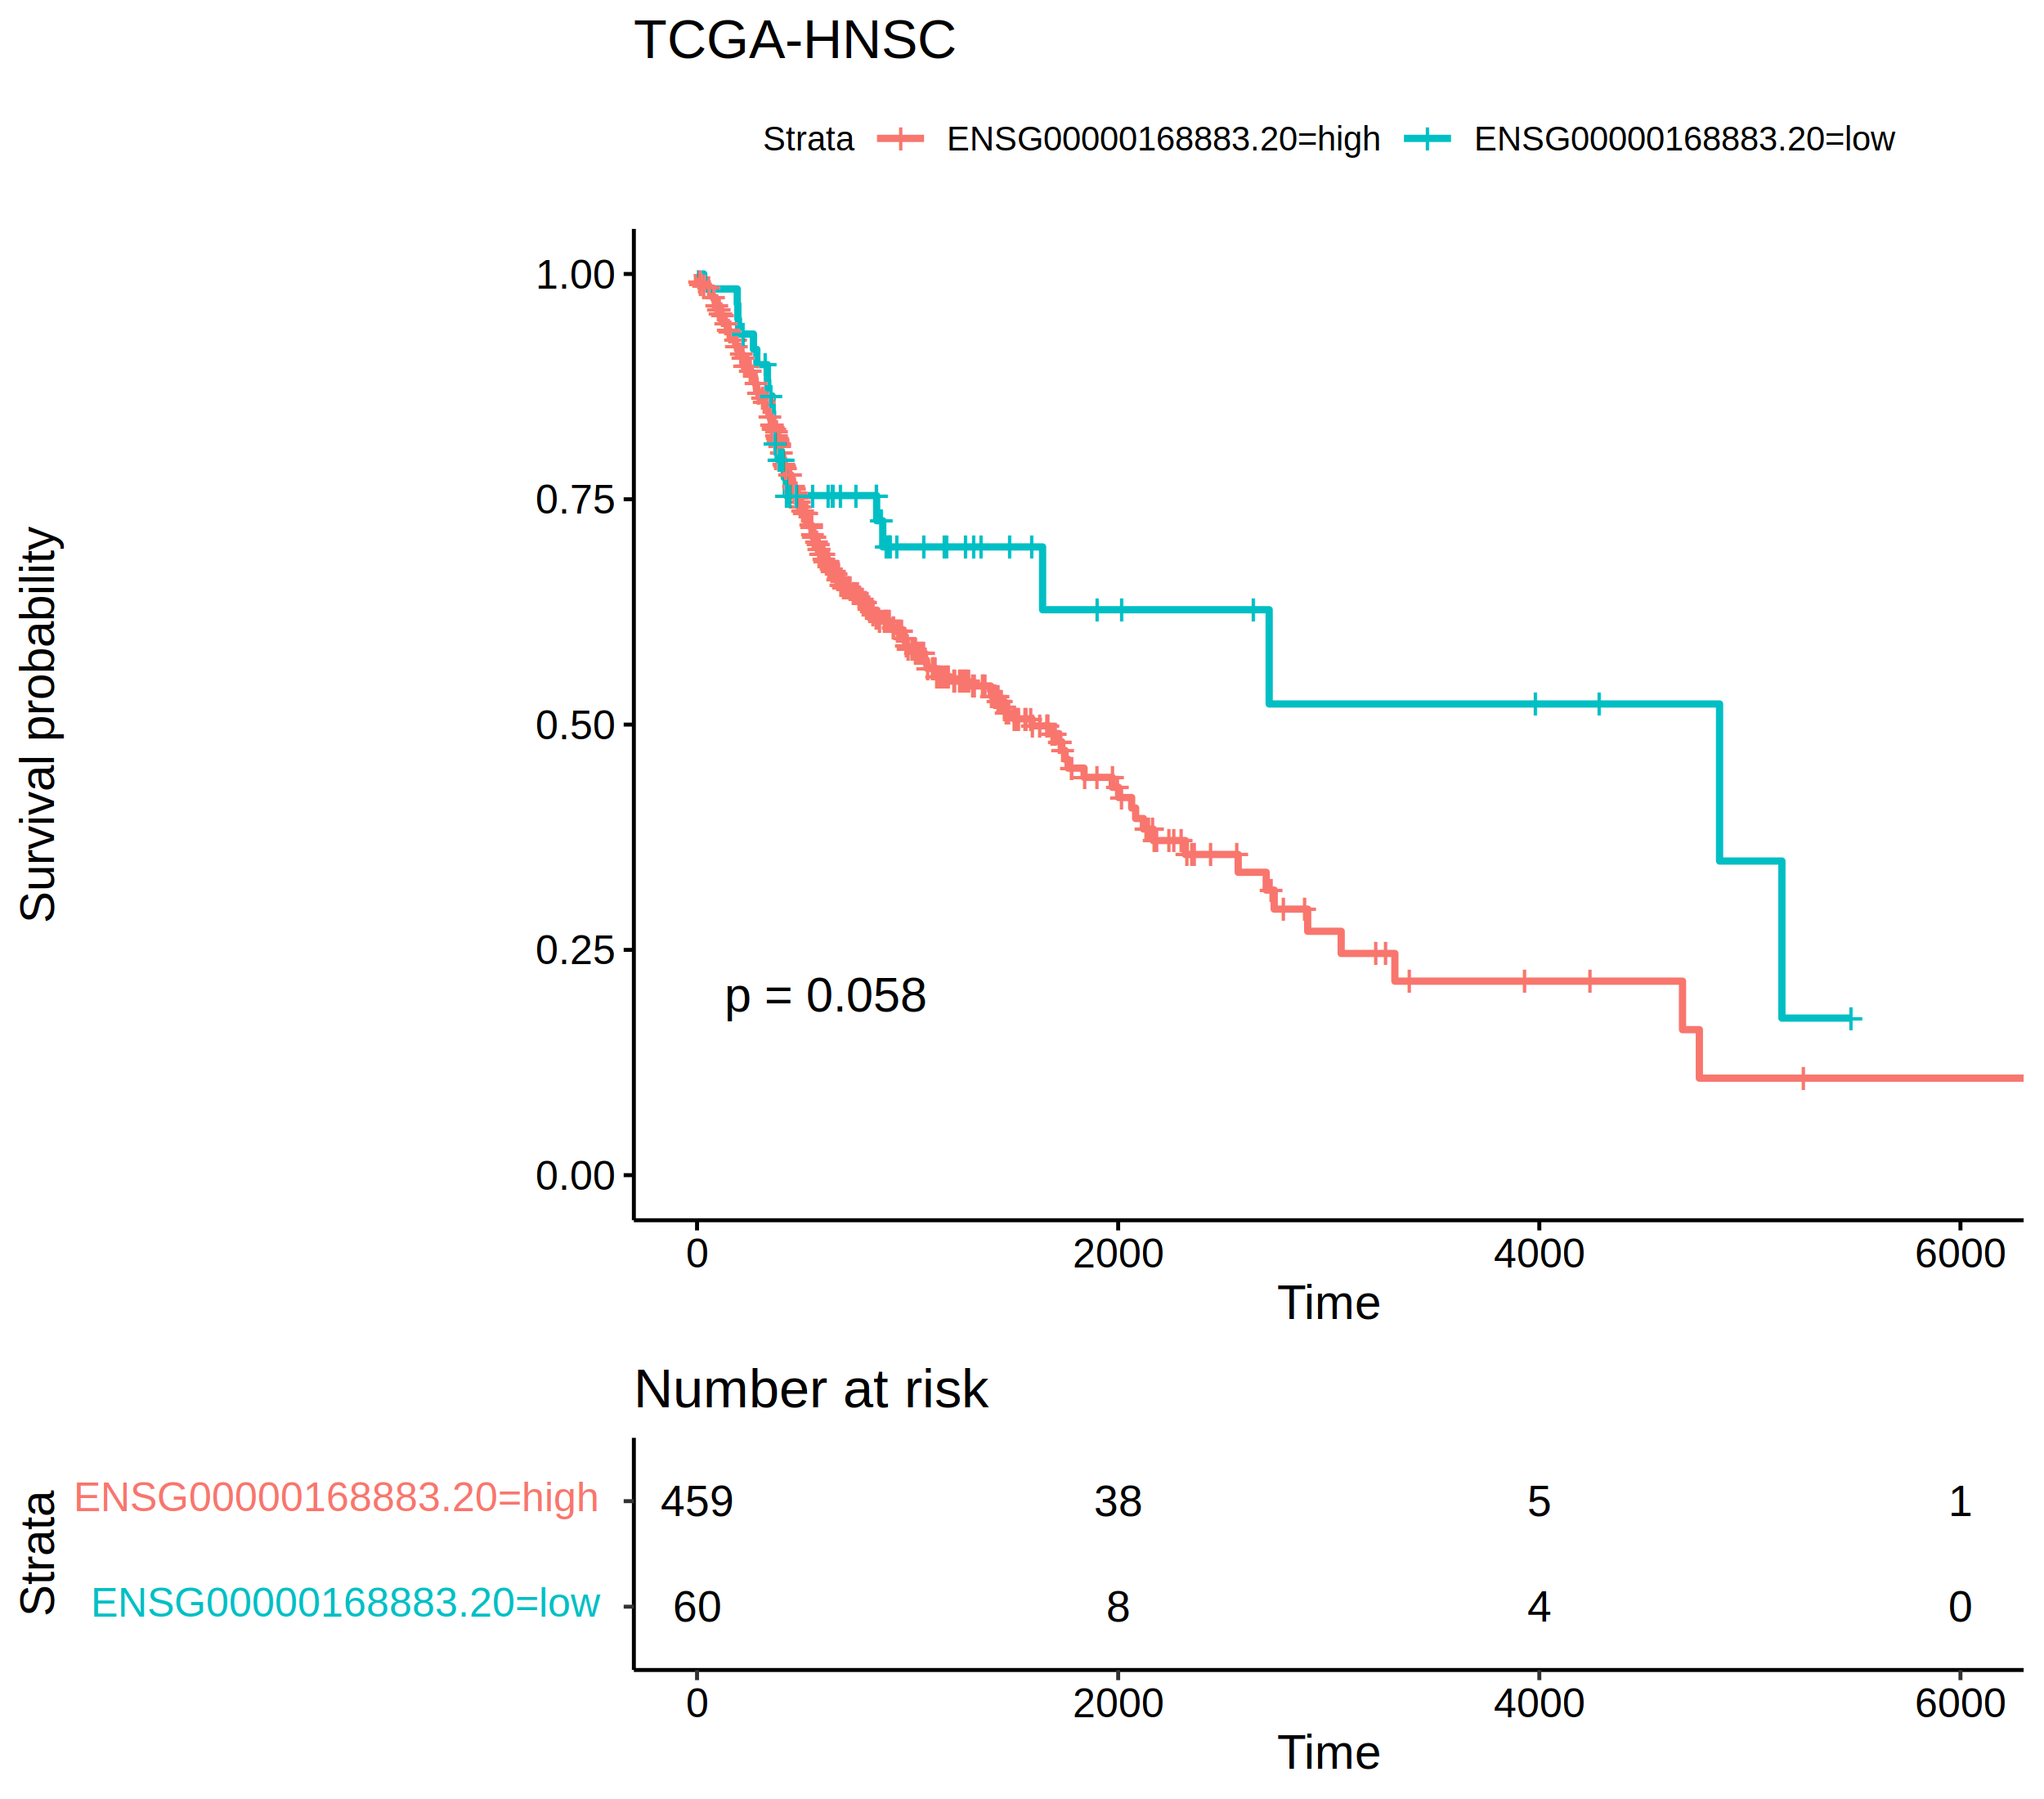 TCGA-HNSC
Strata ENSG00000168883.20=high ENSG00000168883.20=low
Survival probability
1.00
0.75
0.50
0.25
0.00
p = 0.058
0 2000 4000 6000
Time
Number at risk
Strata
ENSG00000168883.20=high 459 38 5 1
ENSG00000168883.20=low 60 8 4 0
0 2000 4000 6000
Time